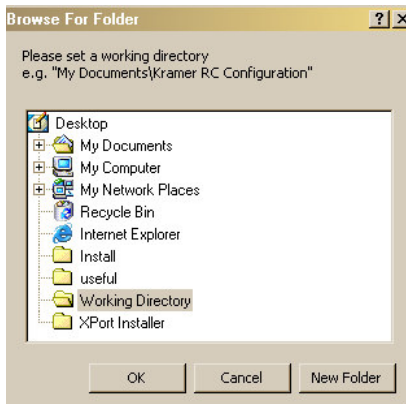 Browse For Folder
Please set a working directory
e.g. "My Documents\Kramer RC Configuration"
Desktop
My Documents
My Computer
My Network Places
Recycle Bin
Internet Explorer
Install
useful
Working Directory
XPort Installer
OK Cancel New Folder